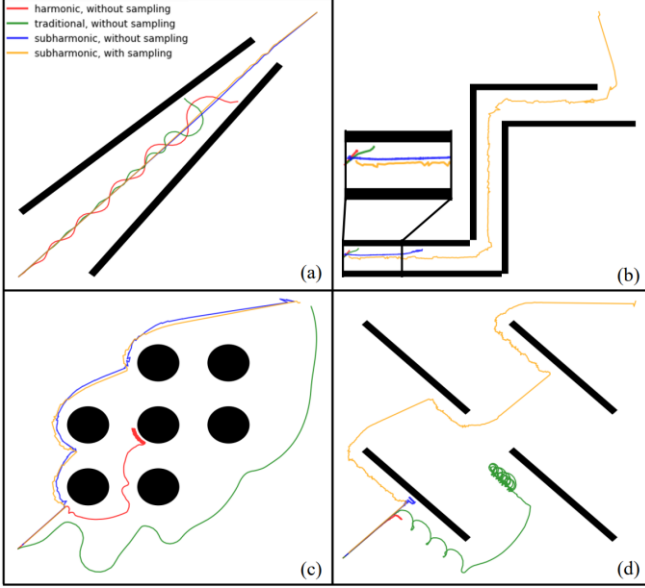 harmonic, without sampling
traditional, without sampling
subharmonic, without sampling
subharmonic, with sampling
(a)
(b)
(c)
(d)